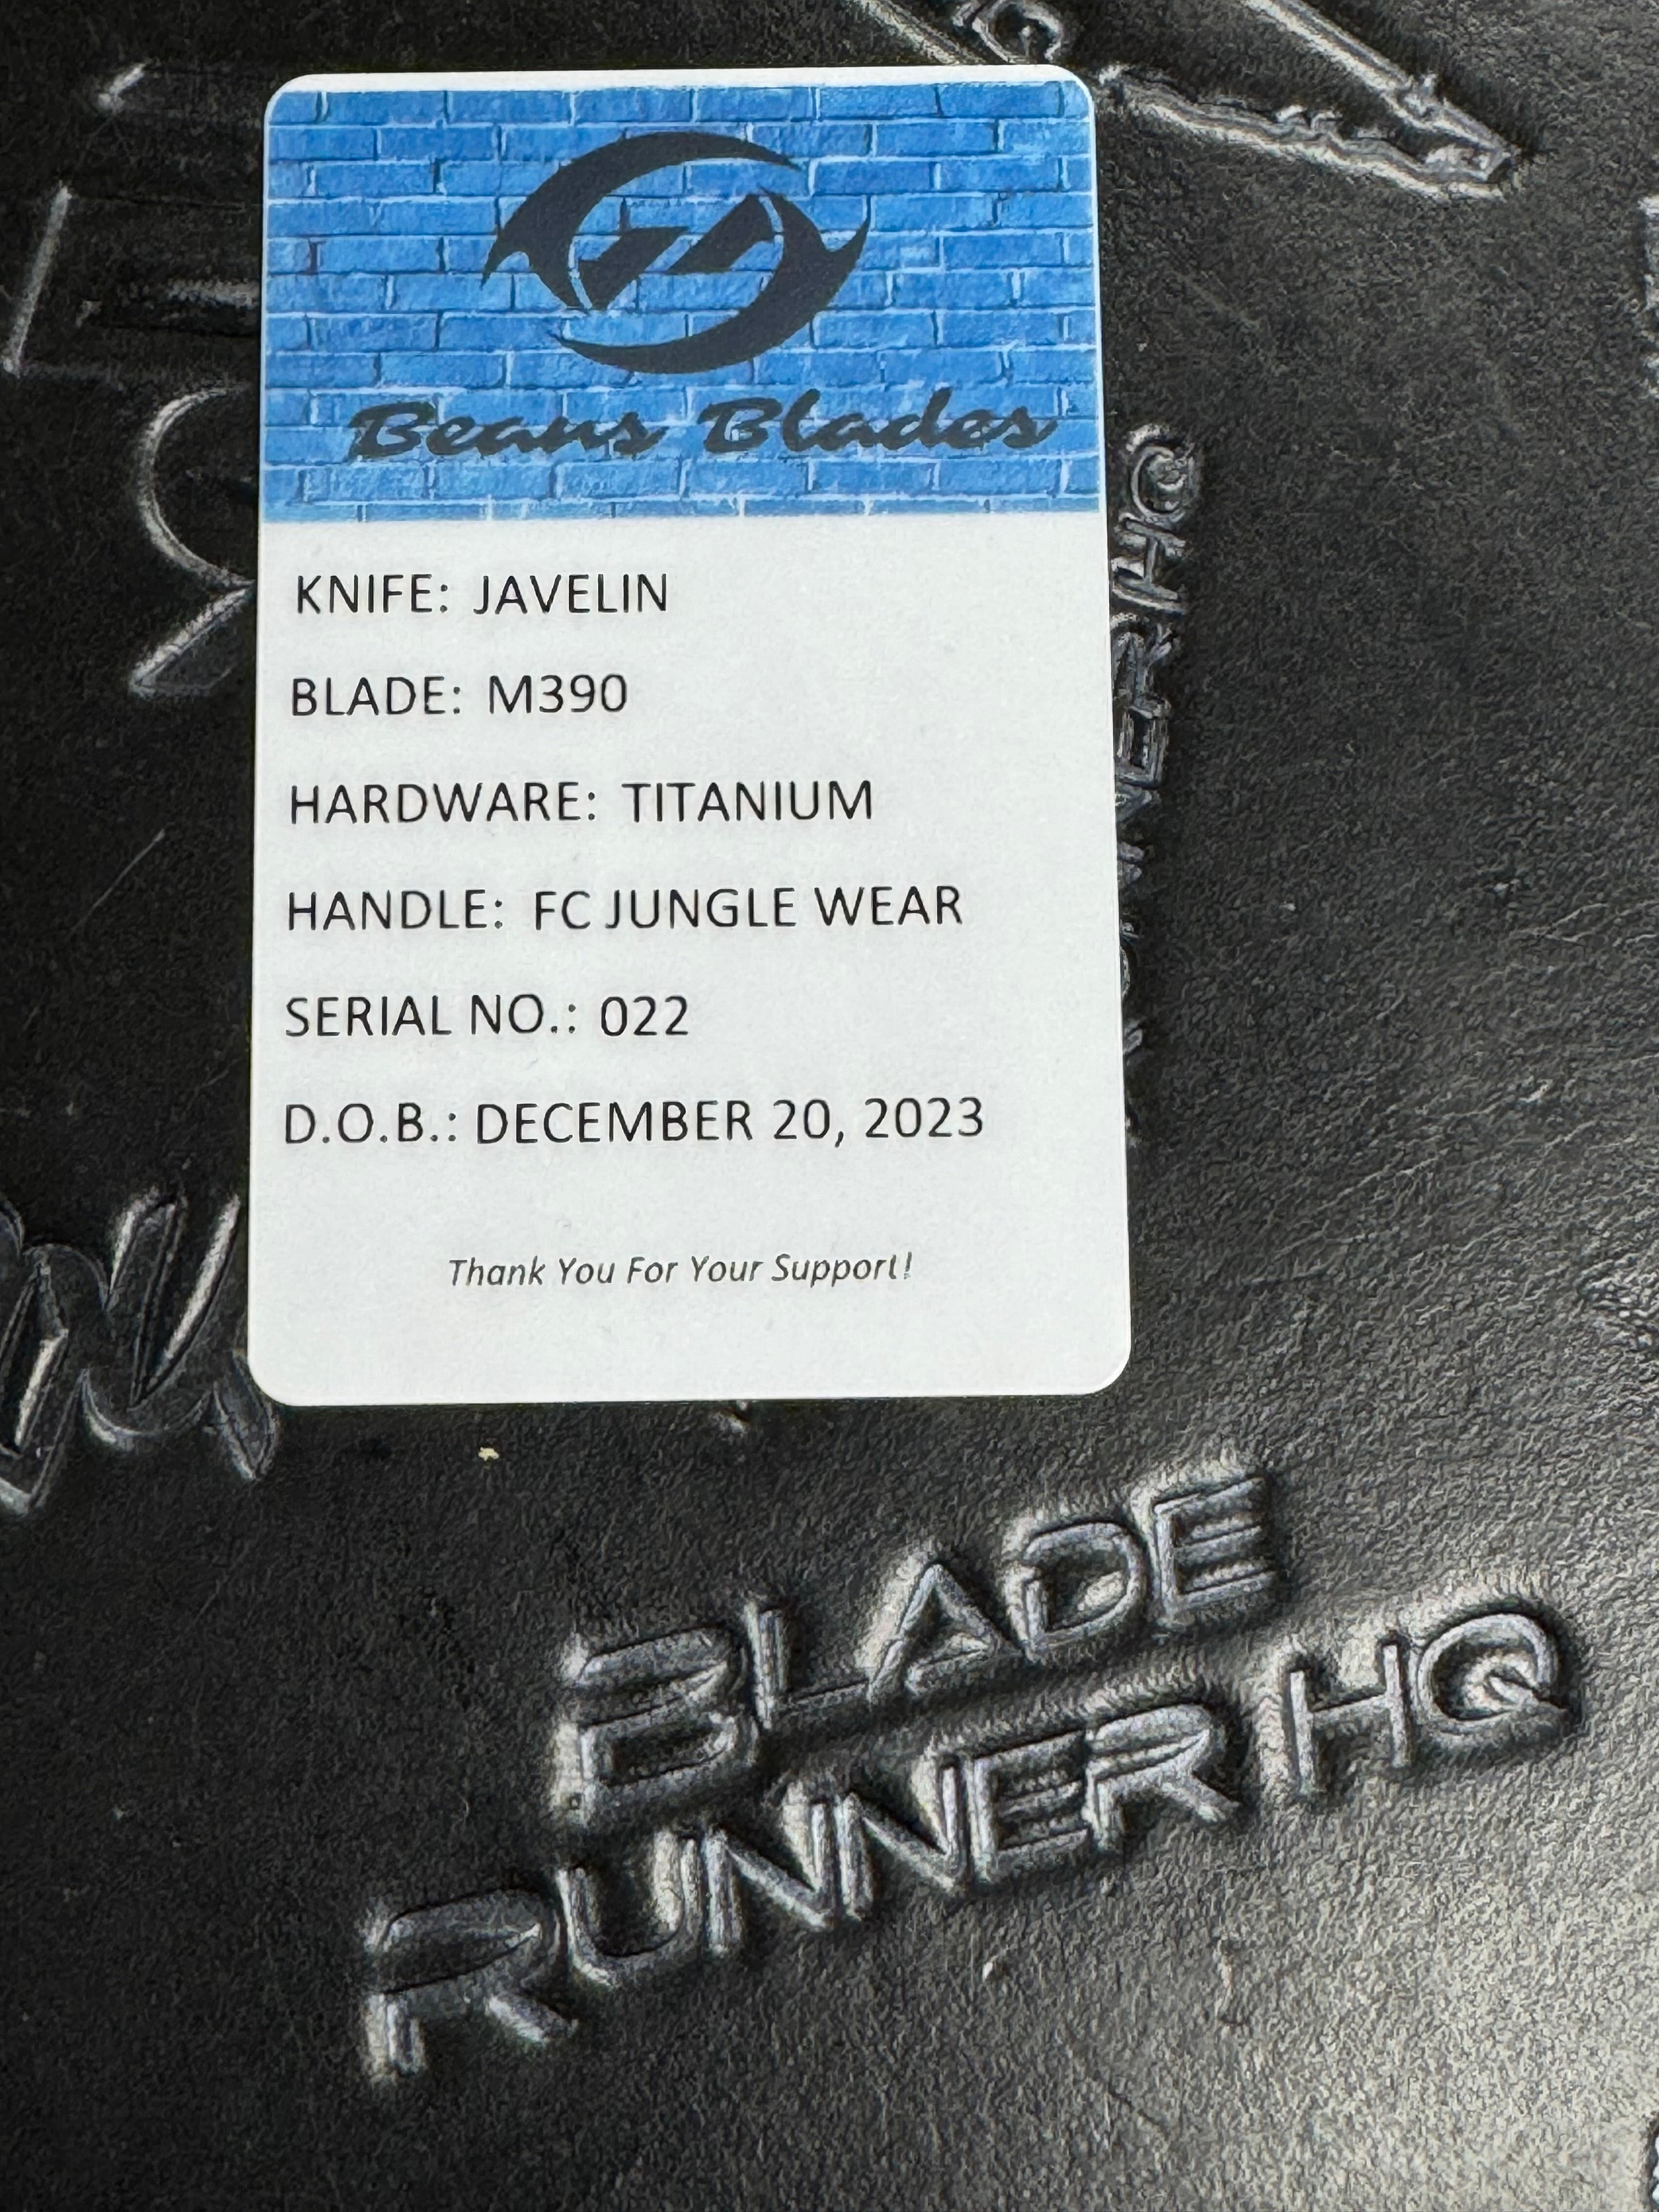 Beans Blades
KNIFE: JAVELIN
BLADE: M390
HARDWARE: TITANIUM
HANDLE: FC JUNGLE WEAR
SERIAL NO.: 022
D.O.B.: DECEMBER 20, 2023
Thank You For Your Support!
BLADE
RUNNER HQ